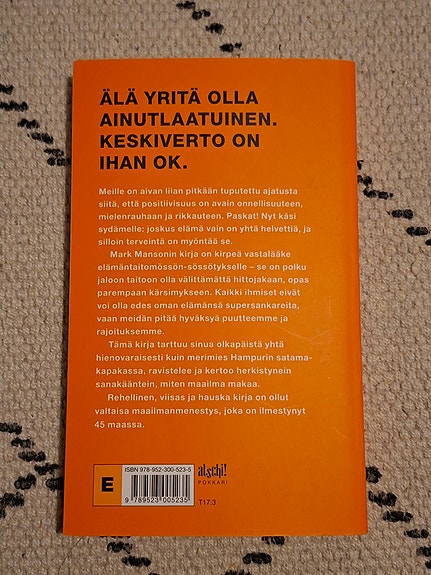 ÄLÄ YRITÄ OLLA
AINUTLAATUINEN.
KESKIVERTO ON
IHAN OK.
Meille on aivan liian pitkään tuputettu ajatusta
siitä, että positiivisuus on avain onnellisuuteen,
mielenrauhaan ja rikkauteen. Paskat! Nyt käsi
sydämelle: joskus elämä vain on yhtä helvettiä, ja
silloin terveintä on myöntää se.
Mark Mansonin kirja on kirpeä vastalääke
elämäntaitomössön-sössötykselle – se on polku
jaloon taitoon olla välittämättä hittojakaan, opas
parempaan kärsimykseen. Kaikki ihmiset eivät
voi olla edes oman elämänsä supersankareita,
vaan meidän pitää hyväksyä puutteemme ja
rajoituksemme.
Tämä kirja tarttuu sinua olkapäistä yhtä
hienovaraisesti kuin merimies Hampurin satama-
kapakassa, ravistelee ja kertoo herkistynein
sanakääntein, miten maailma makaa.
Rehellinen, viisas ja hauska kirja on ollut
valtaisa maailmanmenestys, joka on ilmestynyt
45 maassa.
E
ISBN 978-952-300-523-5
9 789523 005235
atschi!
POKKARI
T17.3